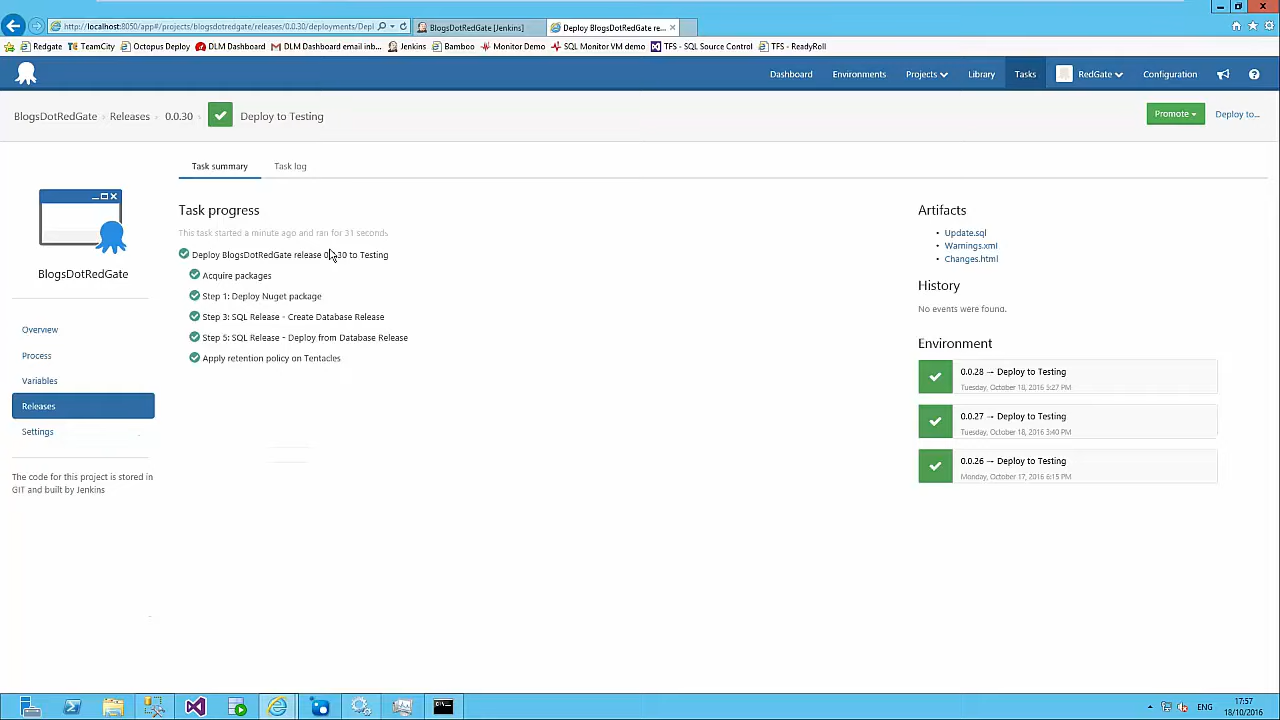 http://localhost:8050/app#/projects/blogsdotredgate/releases/0.0.30/deployments/Depl
BlogsDotRedGate [Jenkins]
Deploy BlogsDotRedGate re...
Redgate
TeamCity
Octopus Deploy
DLM Dashboard
DLM Dashboard email inb...
Jenkins
Bamboo
Monitor Demo
SQL Monitor VM demo
TFS - SQL Source Control
TFS - ReadyRoll
Dashboard
Environments
Projects
Library
Tasks
RedGate
Configuration
BlogsDotRedGate › Releases › 0.0.30 › Deploy to Testing
Promote
Deploy to...
Task summary
Task log
Task progress
This task started a minute ago and ran for 31 seconds
Deploy BlogsDotRedGate release 0.0.30 to Testing
Acquire packages
Step 1: Deploy Nuget package
Step 3: SQL Release - Create Database Release
Step 5: SQL Release - Deploy from Database Release
Apply retention policy on Tentacles
BlogsDotRedGate
Overview
Process
Variables
Releases
Settings
The code for this project is stored in
GIT and built by Jenkins
Artifacts
Update.sql
Warnings.xml
Changes.html
History
No events were found.
Environment
0.0.28 → Deploy to Testing
Tuesday, October 18, 2016 5:27 PM
0.0.27 → Deploy to Testing
Tuesday, October 18, 2016 3:40 PM
0.0.26 → Deploy to Testing
Monday, October 17, 2016 6:15 PM
ENG
17:57
18/10/2016